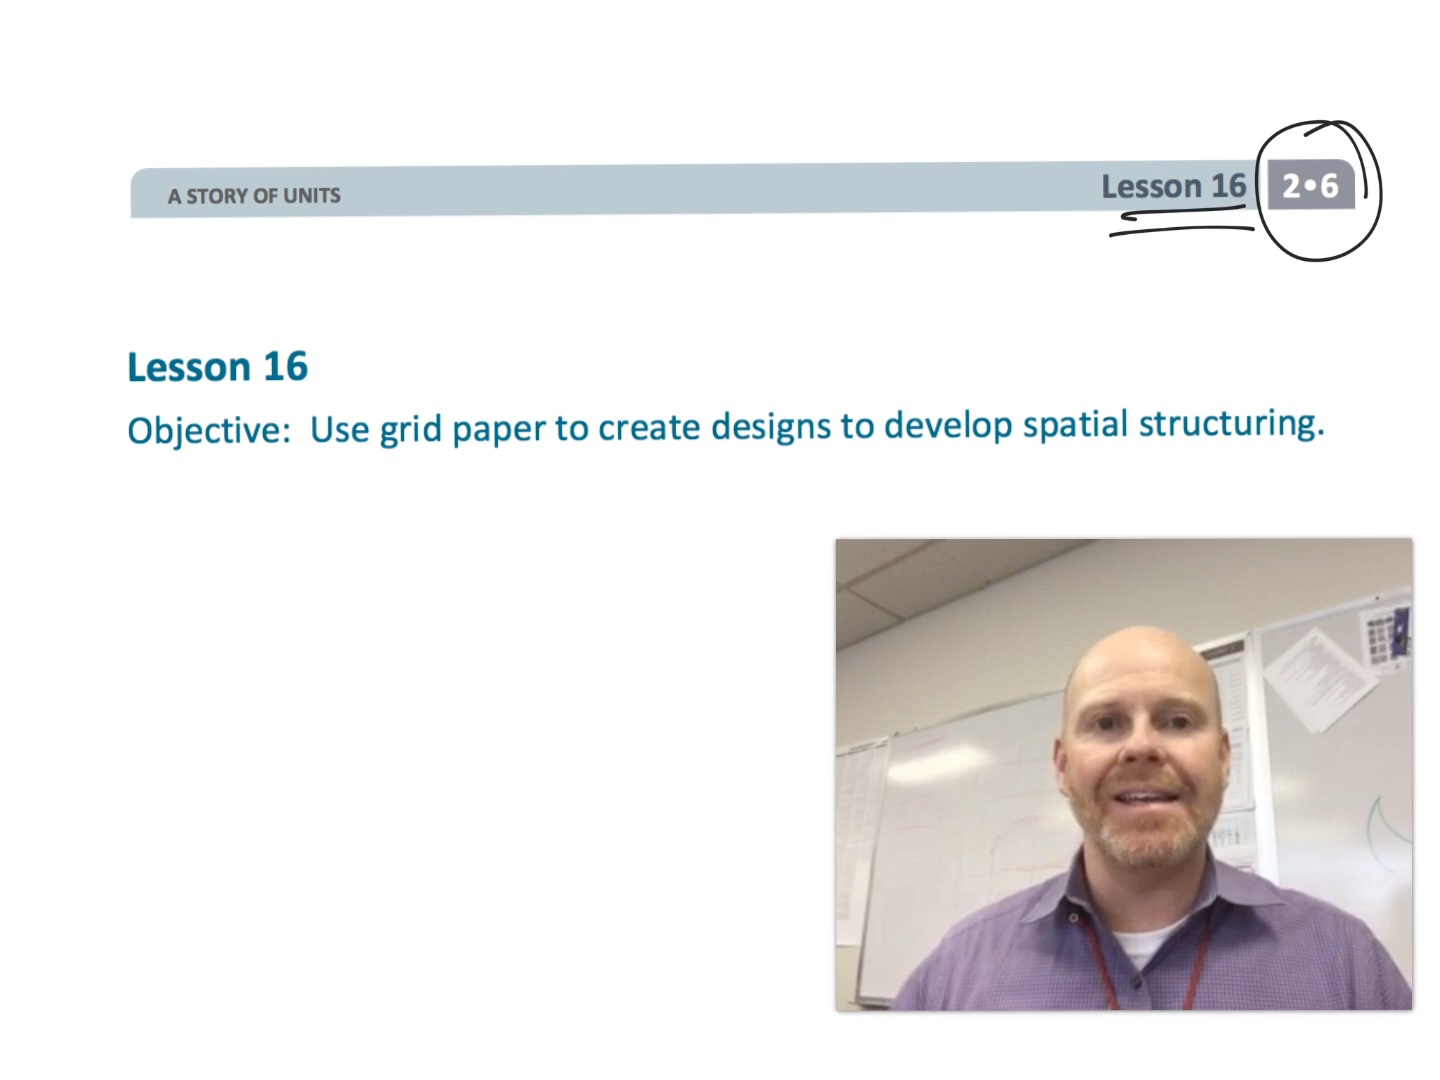 A STORY OF UNITS
Lesson 16 2•6
Lesson 16
Objective: Use grid paper to create designs to develop spatial structuring.